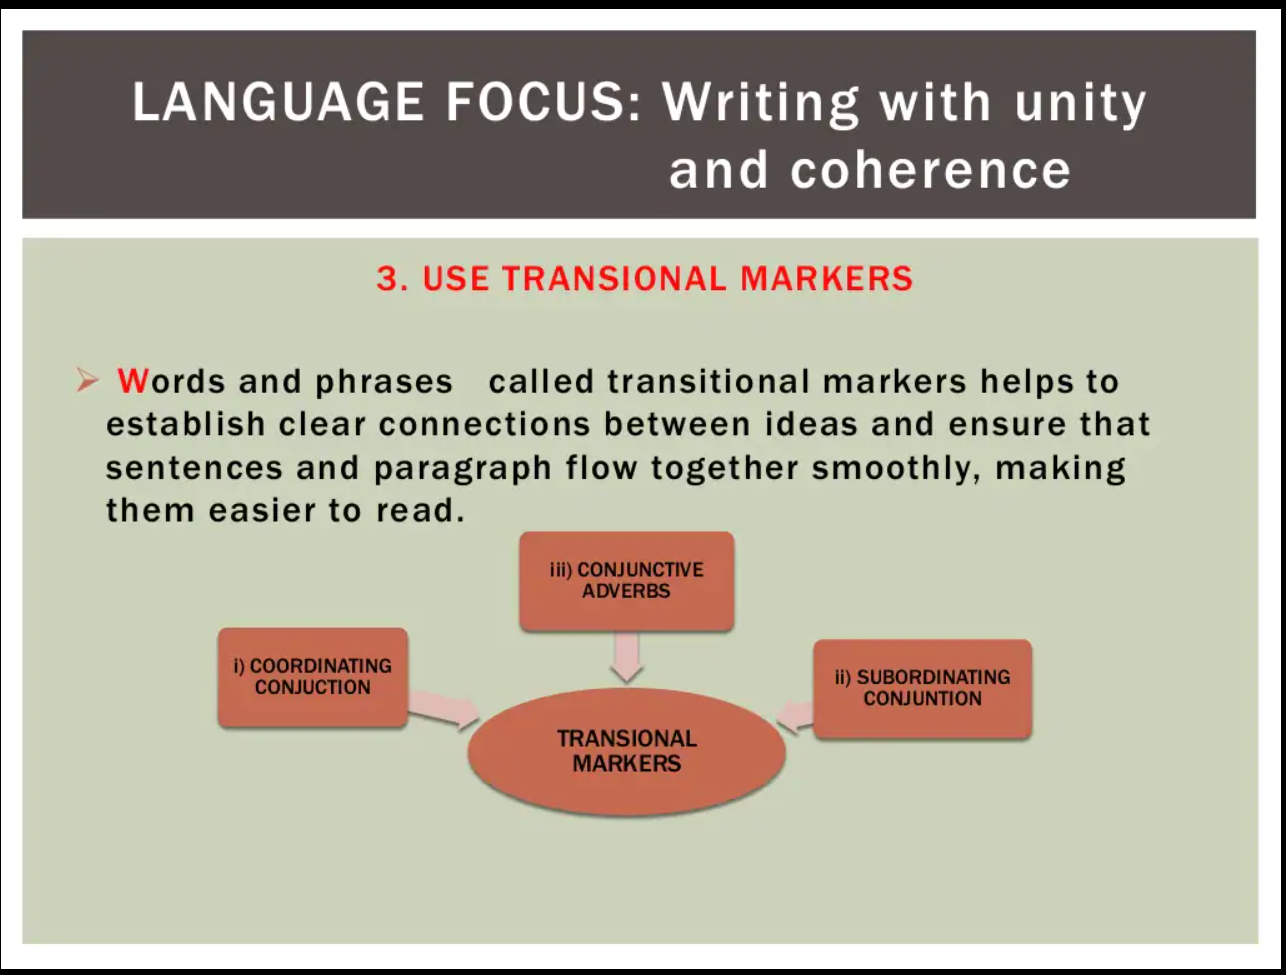 LANGUAGE FOCUS: Writing with unity
and coherence
3. USE TRANSIONAL MARKERS
Words and phrases called transitional markers helps to
establish clear connections between ideas and ensure that
sentences and paragraph flow together smoothly, making
them easier to read.
iii) CONJUNCTIVE
ADVERBS
i) COORDINATING
CONJUCTION
ii) SUBORDINATING
CONJUNTION
TRANSIONAL
MARKERS